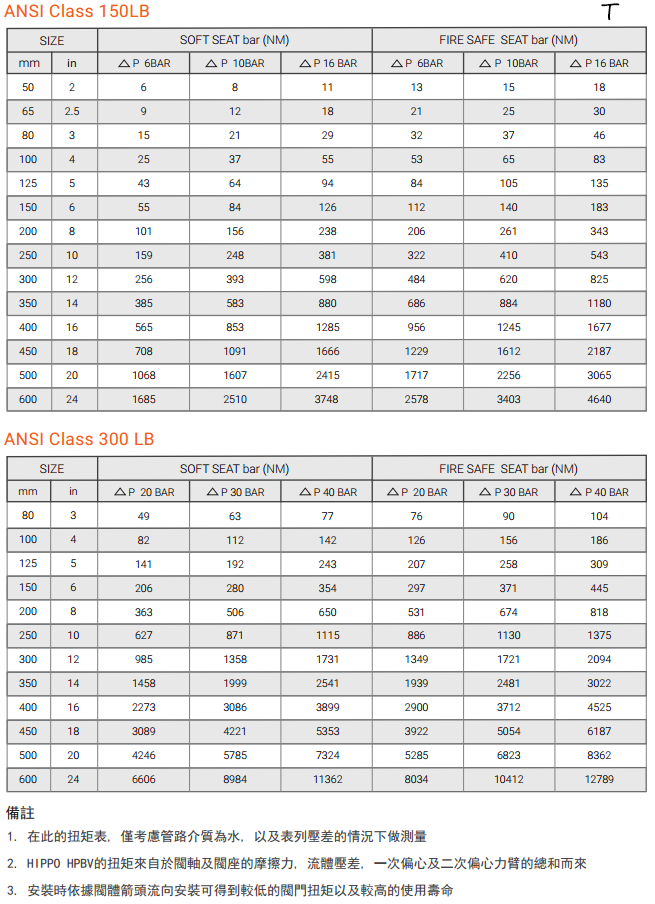 ANSI Class 150LB
T
SIZE SOFT SEAT bar (NM) FIRE SAFE SEAT bar (NM)
mm in △ P 6BAR △ P 10BAR △ P 16 BAR △ P 6BAR △ P 10BAR △ P 16 BAR
50 2 6 8 11 13 15 18
65 2.5 9 12 18 21 25 30
80 3 15 21 29 32 37 46
100 4 25 37 55 53 65 83
125 5 43 64 94 84 105 135
150 6 55 84 126 112 140 183
200 8 101 156 238 206 261 343
250 10 159 248 381 322 410 543
300 12 256 393 598 484 620 825
350 14 385 583 880 686 884 1180
400 16 565 853 1285 956 1245 1677
450 18 708 1091 1666 1229 1612 2187
500 20 1068 1607 2415 1717 2256 3065
600 24 1685 2510 3748 2578 3403 4640
ANSI Class 300 LB
SIZE SOFT SEAT bar (NM) FIRE SAFE SEAT bar (NM)
mm in △ P 20 BAR △ P 30 BAR △ P 40 BAR △ P 20 BAR △ P 30 BAR △ P 40 BAR
80 3 49 63 77 76 90 104
100 4 82 112 142 126 156 186
125 5 141 192 243 207 258 309
150 6 206 280 354 297 371 445
200 8 363 506 650 531 674 818
250 10 627 871 1115 886 1130 1375
300 12 985 1358 1731 1349 1721 2094
350 14 1458 1999 2541 1939 2481 3022
400 16 2273 3086 3899 2900 3712 4525
450 18 3089 4221 5353 3922 5054 6187
500 20 4246 5785 7324 5285 6823 8362
600 24 6606 8984 11362 8034 10412 12789
備註
1. 在此的扭矩表, 僅考慮管路介質為水, 以及表列壓差的情況下做測量
2. HIPPO HPBV的扭矩來自於閥軸及閥座的摩擦力, 流體壓差, 一次偏心及二次偏心力臂的總和而來
3. 安裝時依據閥體箭頭流向安裝可得到較低的閥門扭矩以及較高的使用壽命